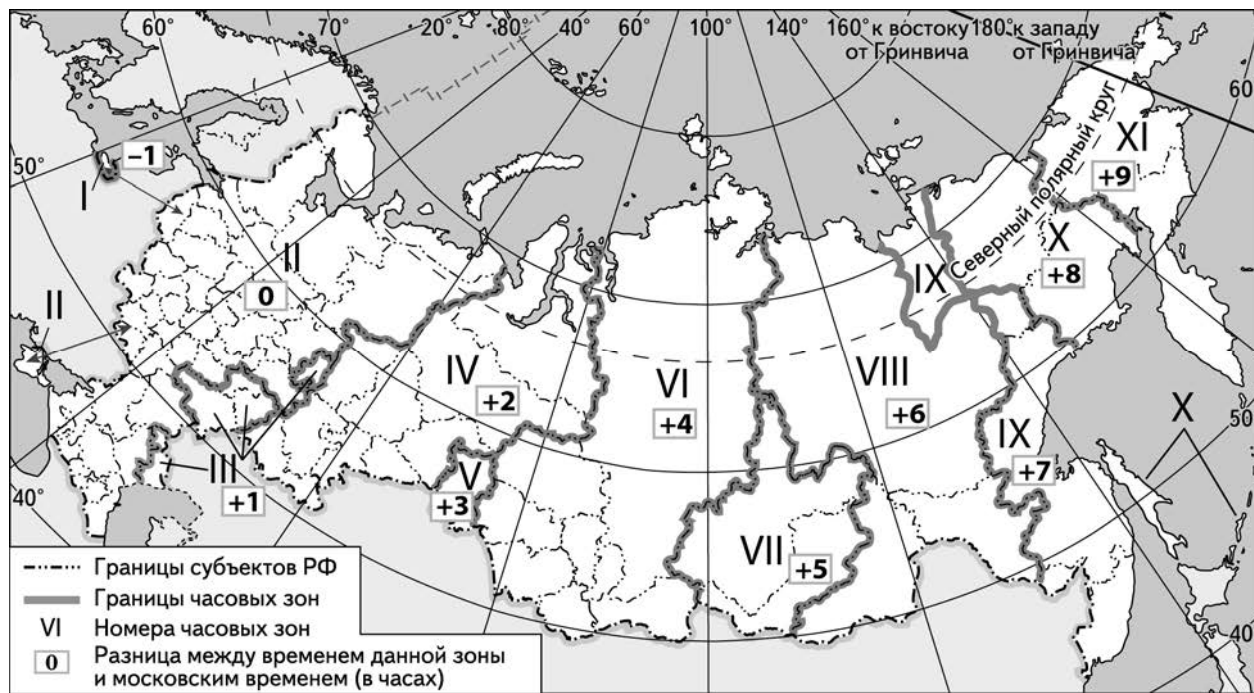 60°
70°
20°
40°
60°
80°
100°
120°
140°
160°
к востоку
от Гринвича
180°
к западу
от Гринвича
60°
50°
−1
I
II
0
II
Северный полярный круг
XI
+9
X
+8
IX
IV
+2
VI
+4
VIII
+6
X
50°
IX
+7
V
+3
III
+1
40°
VII
+5
40°
Границы субъектов РФ
Границы часовых зон
VI Номера часовых зон
0 Разница между временем данной зоны
и московским временем (в часах)